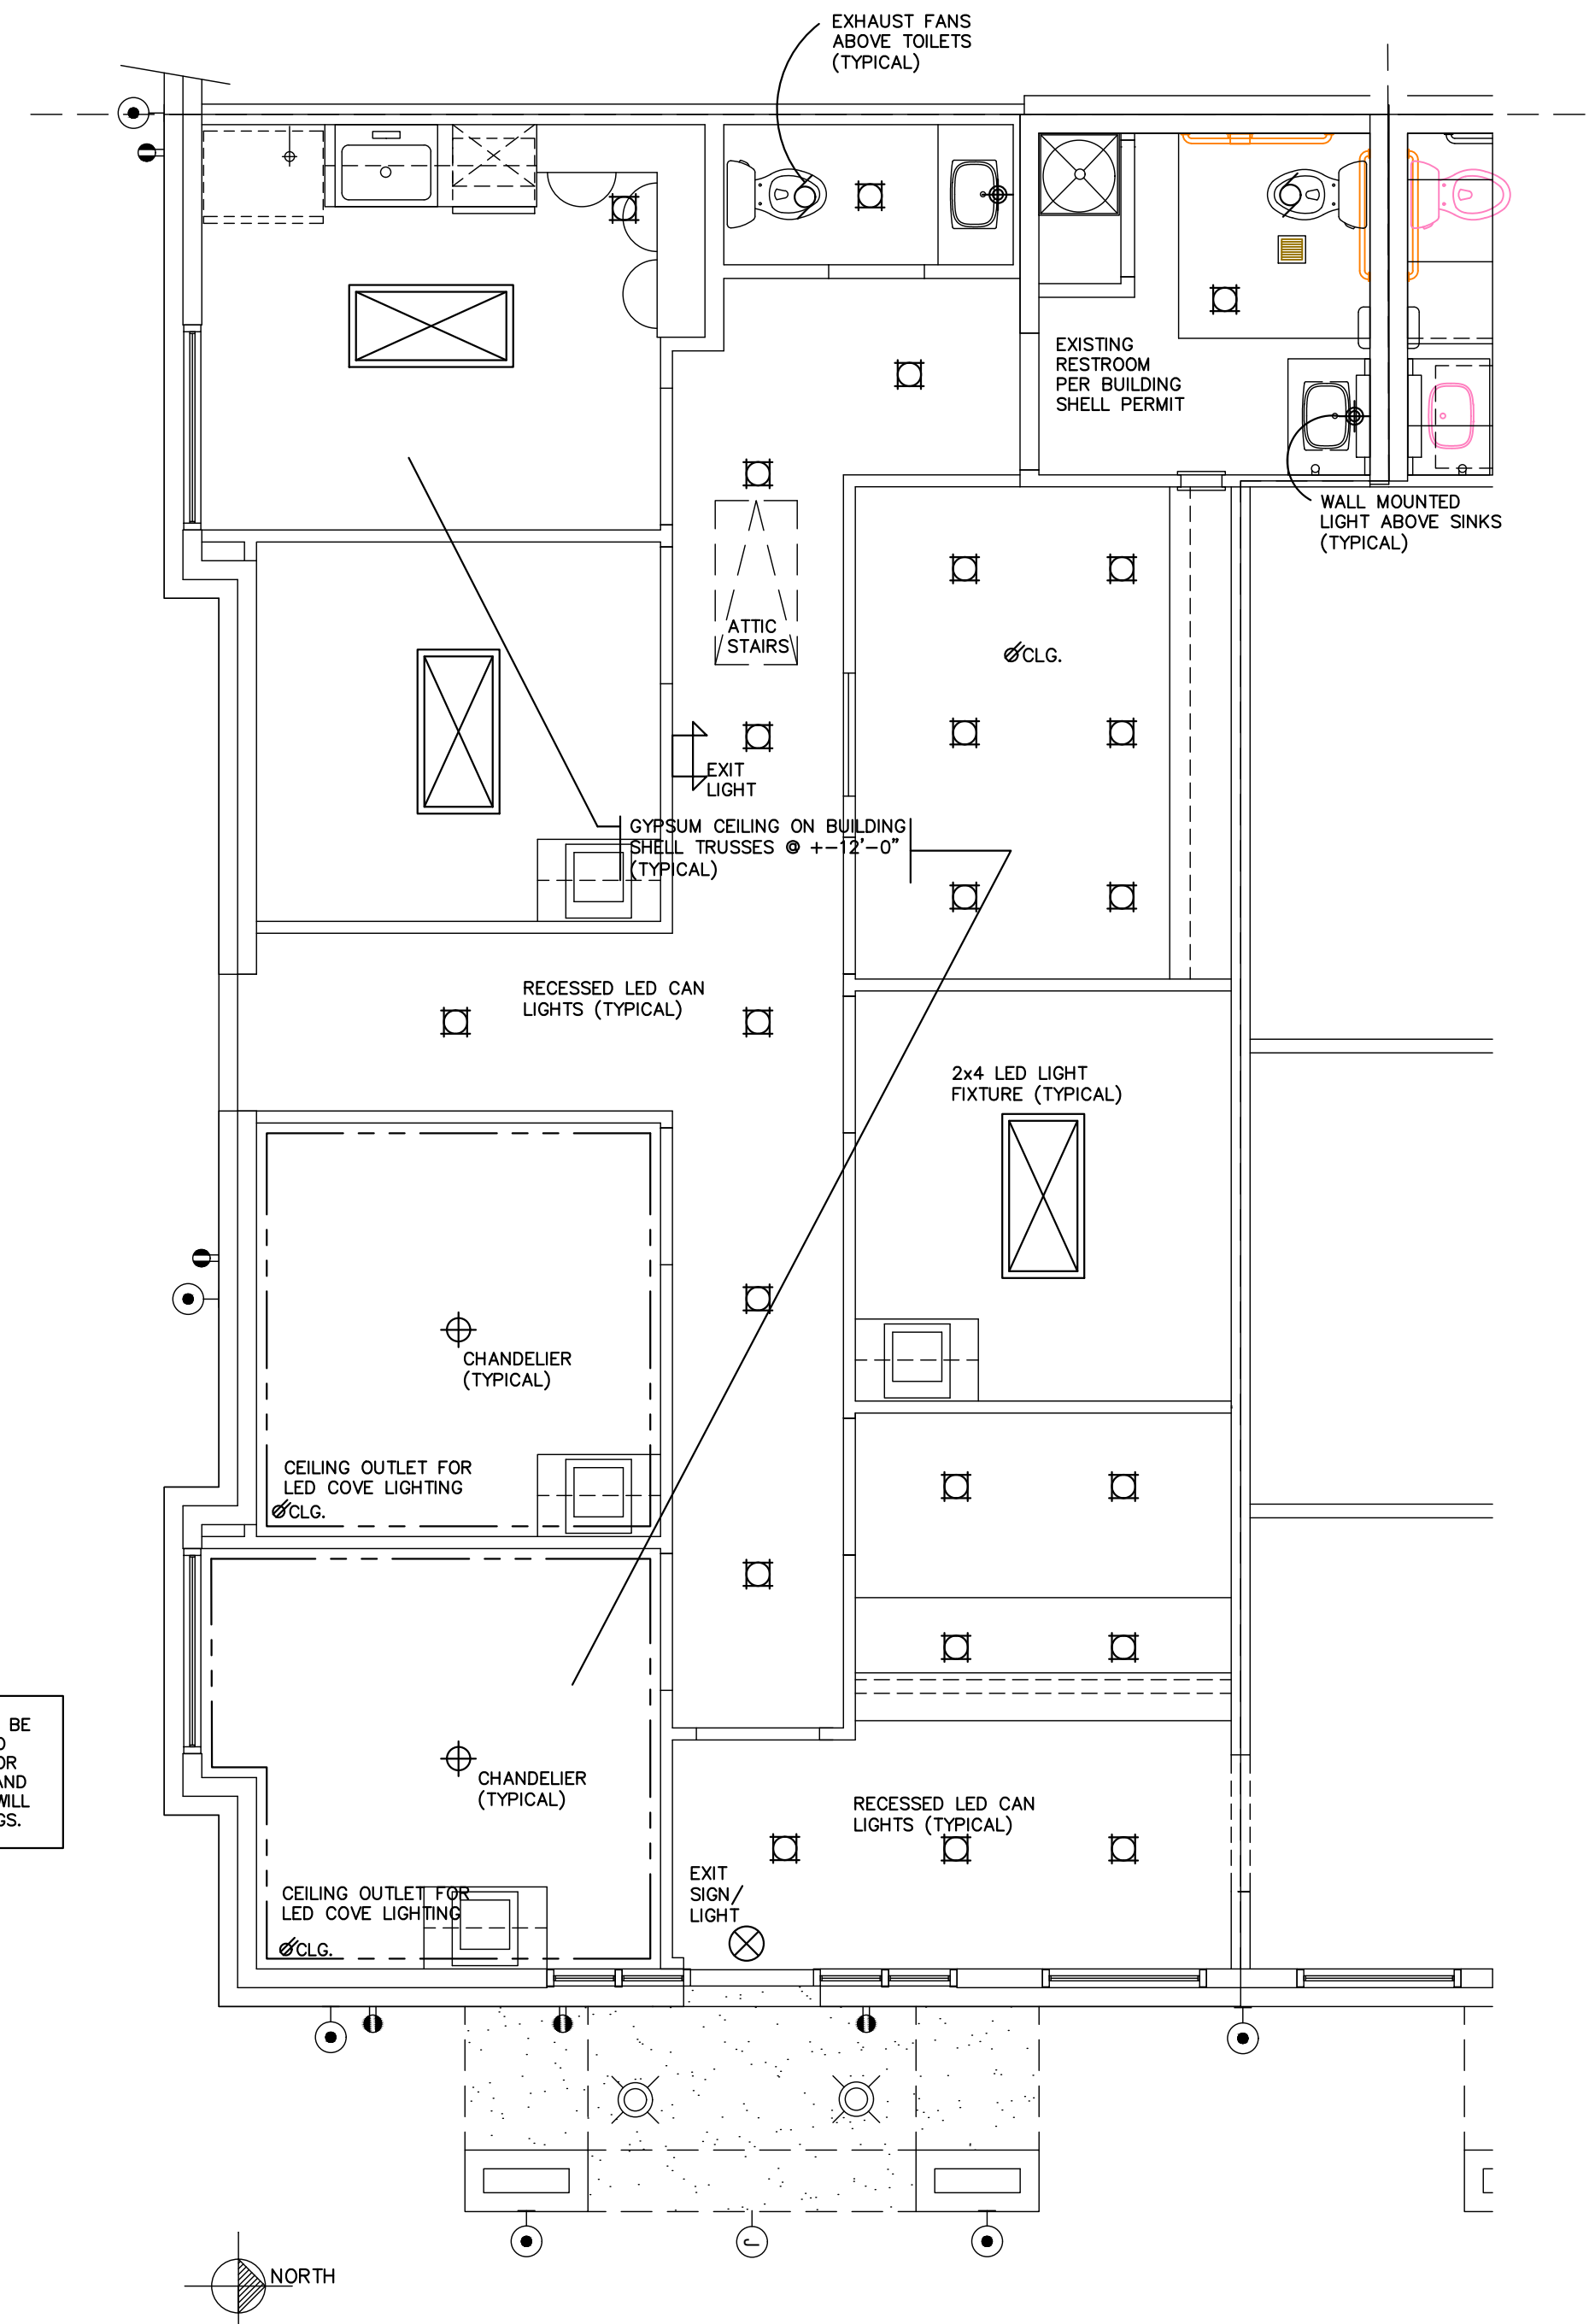 EXHAUST FANS
ABOVE TOILETS
(TYPICAL)
EXISTING
RESTROOM
PER BUILDING
SHELL PERMIT
WALL MOUNTED
LIGHT ABOVE SINKS
(TYPICAL)
ATTIC
STAIRS
CLG.
EXIT
LIGHT
GYPSUM CEILING ON BUILDING
SHELL TRUSSES @ +-12'-0"
(TYPICAL)
RECESSED LED CAN
LIGHTS (TYPICAL)
2x4 LED LIGHT
FIXTURE (TYPICAL)
CHANDELIER
(TYPICAL)
CEILING OUTLET FOR
LED COVE LIGHTING
CLG.
BE
AND
WILL
CHANDELIER
(TYPICAL)
RECESSED LED CAN
LIGHTS (TYPICAL)
EXIT
SIGN/
LIGHT
CEILING OUTLET FOR
LED COVE LIGHTING
CLG.
J
NORTH